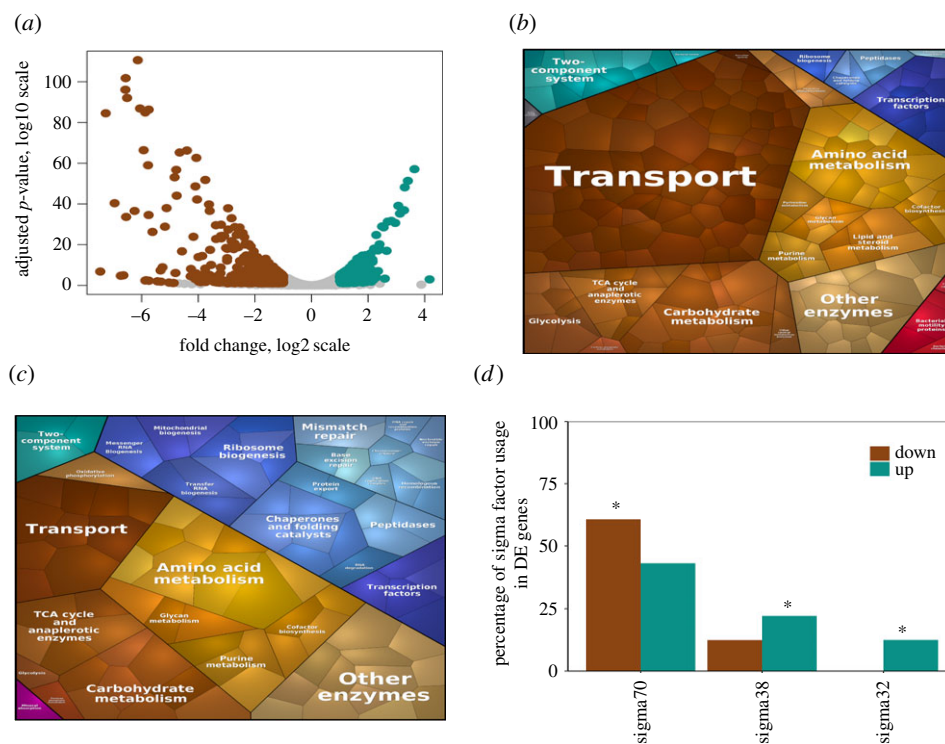 (a)
adjusted p-value, log10 scale
100
80
60
40
20
0
−6
−4
−2
0
2
4
fold change, log2 scale
(b)
Two-
component
system
Ribosome
biogenesis
Peptidases
Transcription
factors
Transport
Amino acid
metabolism
Cofactor
biosynthesis
Lipid and
steroid
metabolism
Purine
metabolism
TCA cycle
and
anaplerotic
enzymes
Glycolysis
Carbohydrate
metabolism
Other
enzymes
Bacterial
motility
proteins
(c)
Two-
component
system
Messenger
RNA
Biogenesis
Mitochondrial
biogenesis
Ribosome
biogenesis
Mismatch
repair
Base
excision
repair
Oxidative
phosphorylation
Transfer
RNA
biogenesis
Protein
export
Homologous
recombination
Transport
Chaperones
and folding
catalysts
Peptidases
Amino acid
metabolism
RNA
degradation
Transcription
factors
TCA cycle
and
anaplerotic
enzymes
Glycan
metabolism
Cofactor
biosynthesis
Purine
metabolism
Glycolysis
Carbohydrate
metabolism
Other
enzymes
(d)
percentage of sigma factor usage
in DE genes
100
75
50
25
0
down
up
*
*
*
sigma70
sigma38
sigma32